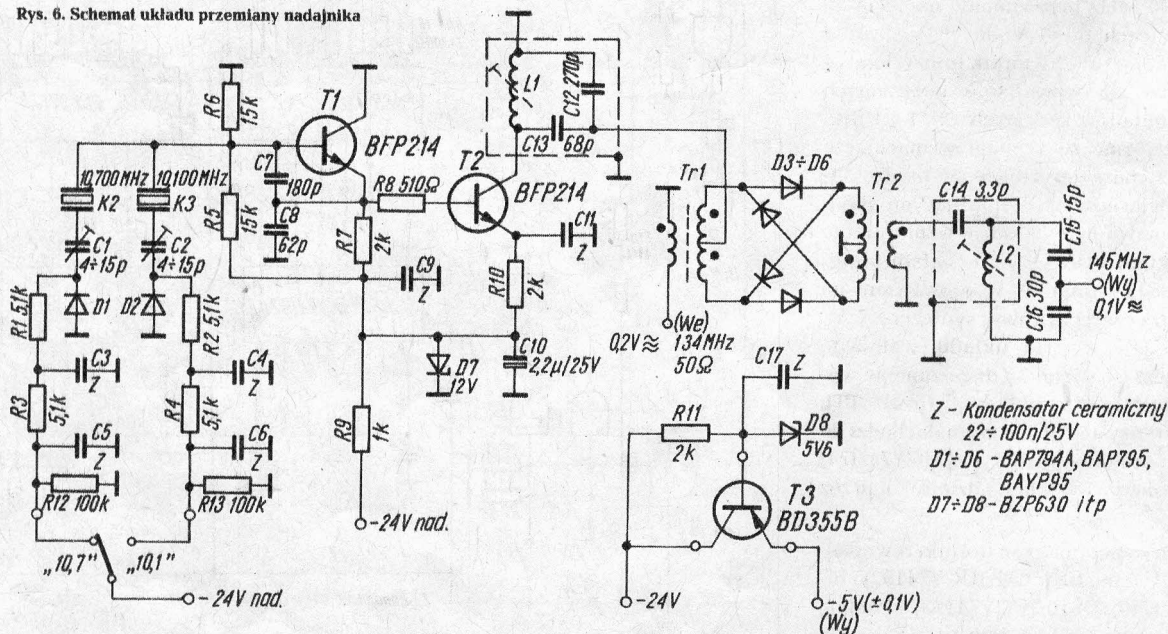 Rys. 6. Schemat układu przemiany nadajnika
R6
15k
T1
BFP214
C7
180p
C8
62p
R5
15k
10,700MHz
K2
10,100MHz
K3
C1
4÷15p
C2
4÷15p
D1
D2
R1 5,1k
R2 5,1k
C3
Z
C4
Z
R3
5,1k
R4
5,1k
C5
Z
C6
Z
R12 100k
R13 100k
„10,7”
„10,1”
-24V nad.
R8 510Ω
R7
2k
C9
Z
R9
1k
-24V nad.
D7
12V
T2
BFP214
C11
Z
R10
2k
C10
22μ/25V
L1
C12 270p
C13
68p
Tr1
D3÷D6
Tr2
C14 3,3p
L2
C15 15p
C16 30p
145MHz
(Wy)
0,1V ≈
0,2V ≈
(We)
134MHz
50Ω
C17
Z
R11
2k
D8
5V6
T3
BD355B
-24V
-5V(±0,1V)
(Wy)
Z - Kondensator ceramiczny
22÷100n/25V
D1÷D6 -BAP794A, BAP795,
BAYP95
D7÷D8-BZP630 itp